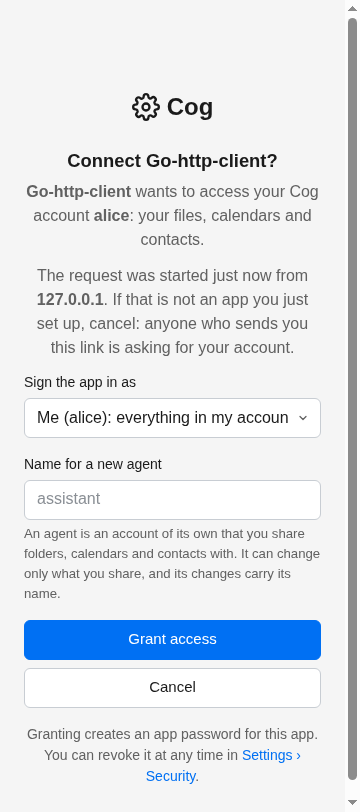 Cog
Connect Go-http-client?
Go-http-client wants to access your Cog
account alice: your files, calendars and
contacts.
The request was started just now from
127.0.0.1. If that is not an app you just
set up, cancel: anyone who sends you
this link is asking for your account.
Sign the app in as
Me (alice): everything in my accoun
Name for a new agent
assistant
An agent is an account of its own that you share
folders, calendars and contacts with. It can change
only what you share, and its changes carry its
name.
Grant access
Cancel
Granting creates an app password for this app.
You can revoke it at any time in Settings ›
Security.